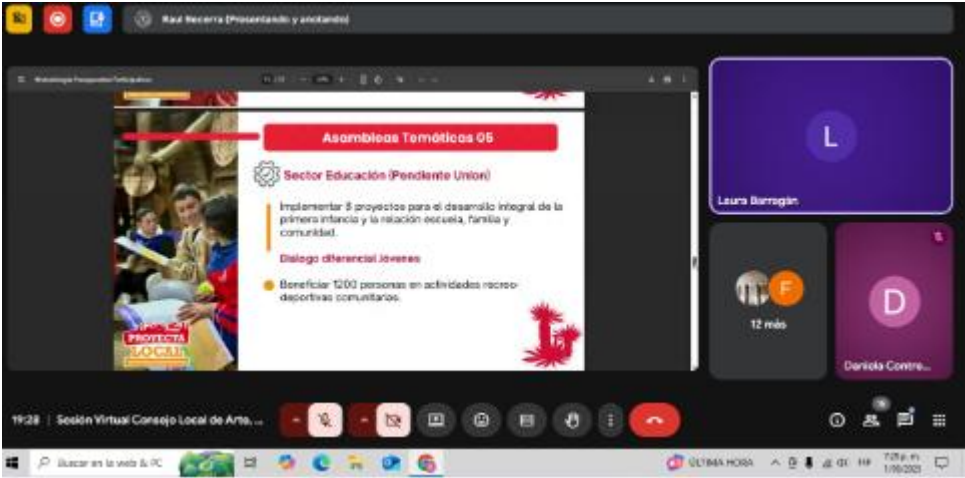 Raul Becerra (Presentando y anotando)
Asambleas Temáticas 05
Sector Educación (Pendiente Union)
Implementar 8 proyectos para el desarrollo integral de la
primera infancia y la relación escuela, familia y
comunidad.
Dialogo diferencial Jóvenes
Beneficiar 1200 personas en actividades recreo-
deportivas comunitarias.
PROYECTA
LOCAL
L
Laura Barragán
F
12 más
D
Daniela Contre...
19:28 | Sesión Virtual Consejo Local de Arte, ...
Buscar en la web & PC
ÚLTIMA HORA